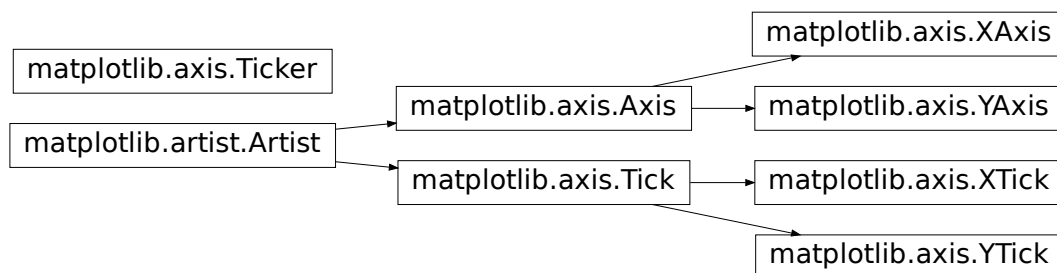 matplotlib.axis.XAxis
matplotlib.axis.Ticker
matplotlib.axis.Axis
matplotlib.axis.YAxis
matplotlib.artist.Artist
matplotlib.axis.Tick
matplotlib.axis.XTick
matplotlib.axis.YTick